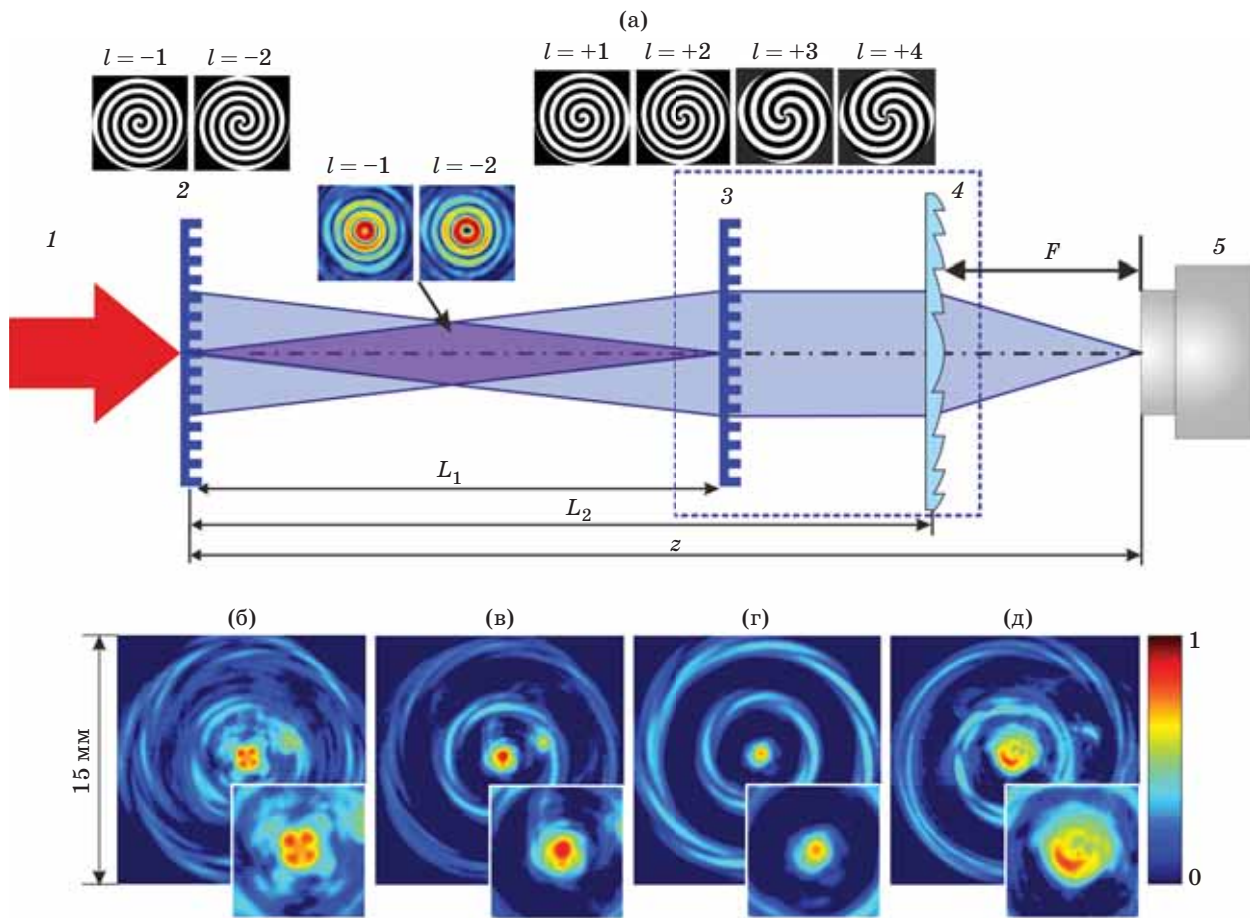 (а)
l = −1 l = −2
l = +1 l = +2 l = +3 l = +4
l = −1 l = −2
1
2
3
4
5
F
L₁
L₂
z
(б) (в) (г) (д)
15 мм
1
0